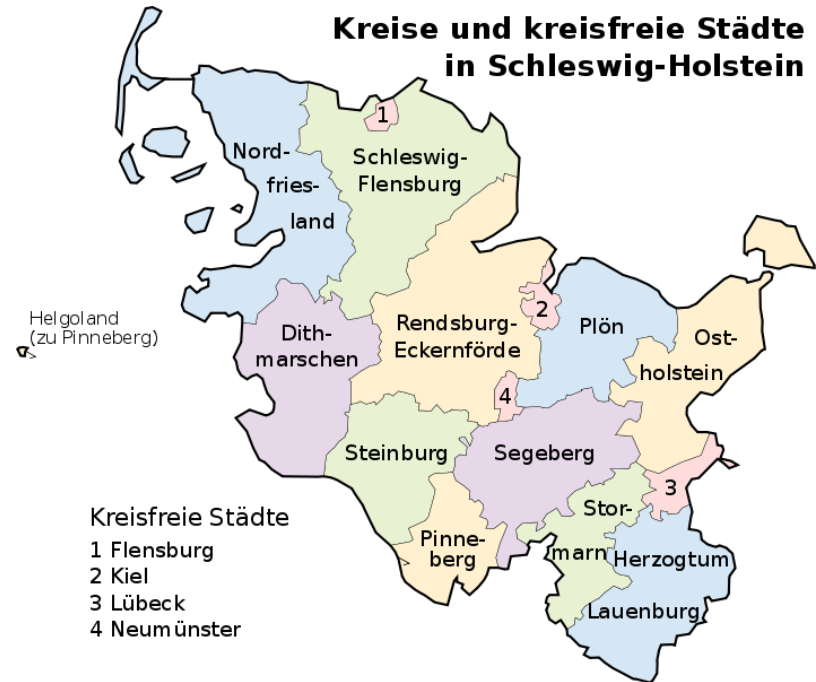 Kreise und kreisfreie Städte
in Schleswig-Holstein
1
Nord-
fries-
land
Schleswig-
Flensburg
Helgoland
(zu Pinneberg)
Dith-
marschen
Rendsburg-
Eckernförde
2
Plön
Ost-
holstein
4
Steinburg
Segeberg
3
Stor-
marn
Pinne-
berg
Herzogtum
Lauenburg
Kreisfreie Städte
1 Flensburg
2 Kiel
3 Lübeck
4 Neumünster